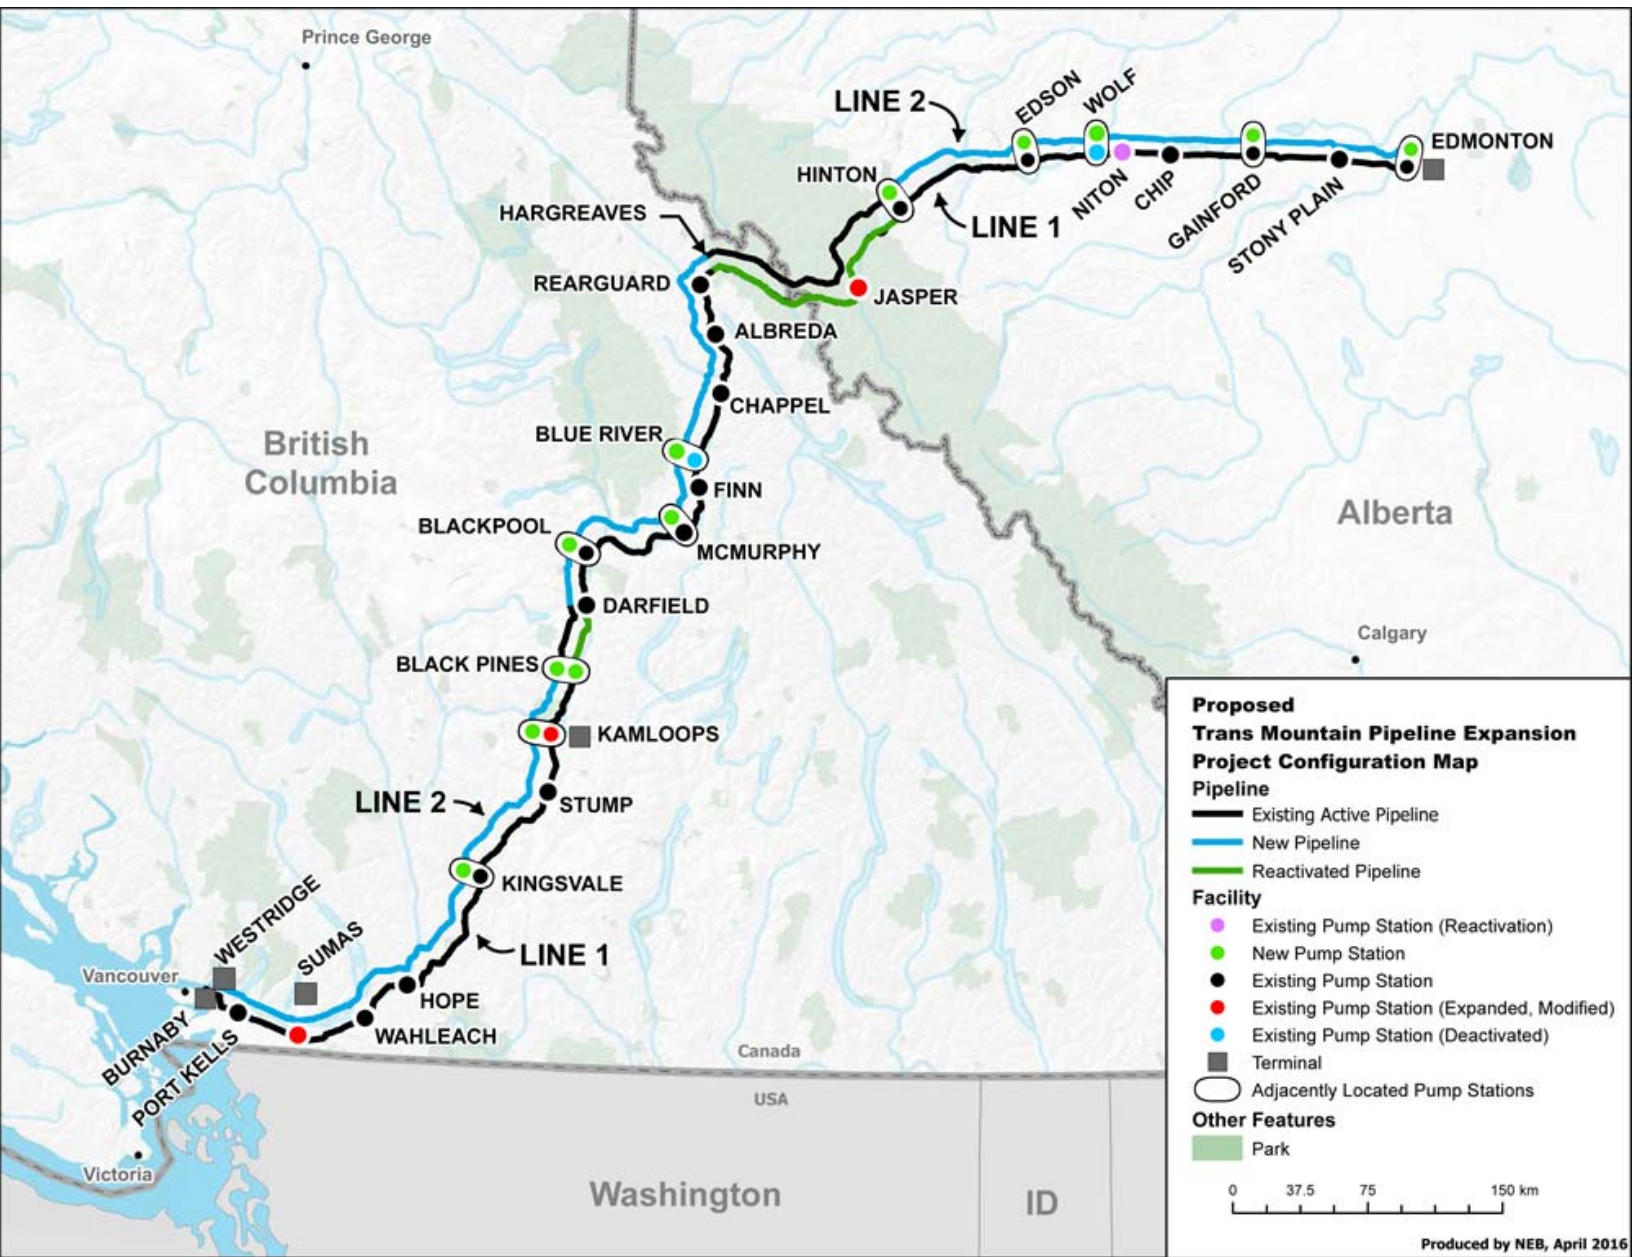 Prince George
LINE 2
EDSON
WOLF
EDMONTON
HINTON
NITON
CHIP
GAINFORD
STONY PLAIN
HARGREAVES
LINE 1
REARGUARD
JASPER
ALBREDA
CHAPPEL
BLUE RIVER
British
Columbia
FINN
Alberta
BLACKPOOL
MCMURPHY
DARFIELD
Calgary
BLACK PINES
KAMLOOPS
LINE 2
STUMP
KINGSVALE
WESTRIDGE
SUMAS
LINE 1
Vancouver
HOPE
WAHLEACH
BURNABY
PORT KELLS
Canada
USA
Victoria
Washington
ID
Proposed
Trans Mountain Pipeline Expansion
Project Configuration Map
Pipeline
Existing Active Pipeline
New Pipeline
Reactivated Pipeline
Facility
Existing Pump Station (Reactivation)
New Pump Station
Existing Pump Station
Existing Pump Station (Expanded, Modified)
Existing Pump Station (Deactivated)
Terminal
Adjacently Located Pump Stations
Other Features
Park
0 37.5 75 150 km
Produced by NEB, April 2016